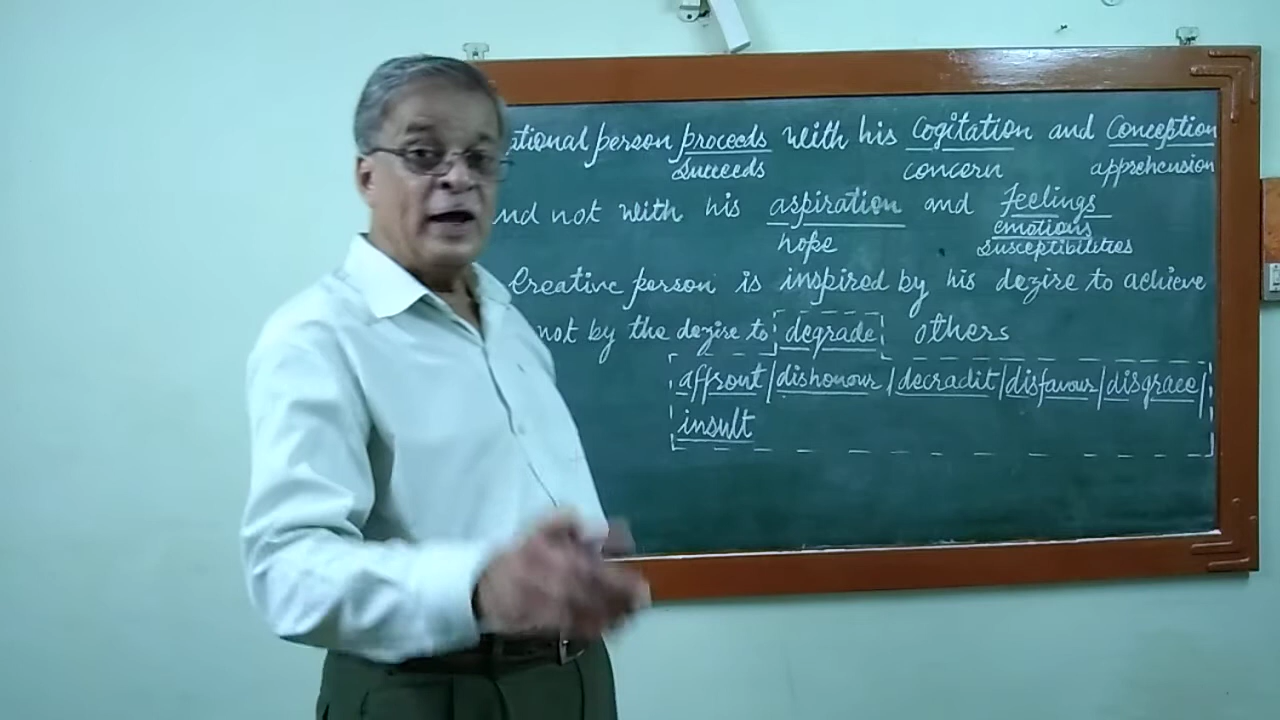 ational person proceeds with his Cogitation and Conception
succeeds concern apprehension
nd not with his aspiration and Feelings
emotions
hope susceptibilities
Creative person is inspired by his dezire to achieve
not by the dezire to degrade others
affront/dishonour/decradit/disfavour/disgrace/
insult